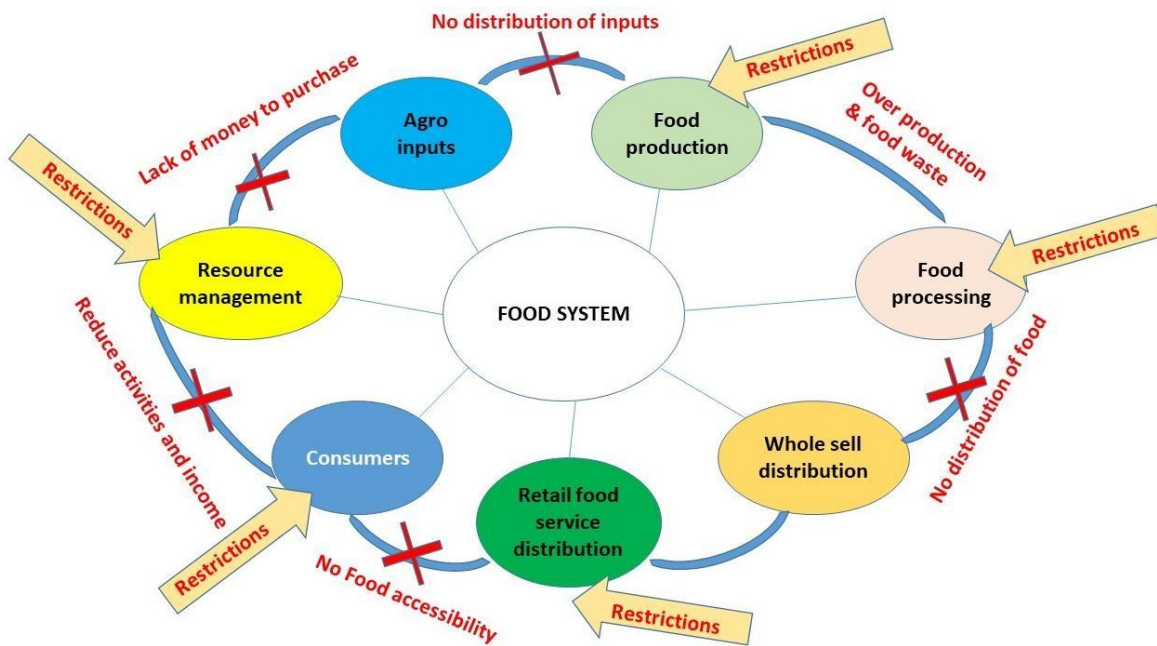 No distribution of inputs
Restrictions
Lack of money to purchase
Agro
inputs
Food
production
Over production
& food waste
Restrictions
Restrictions
Resource
management
FOOD SYSTEM
Food
processing
Reduce activities and income
No distribution of food
Consumers
Whole sell
distribution
Retail food
service
distribution
Restrictions
No Food accessibility
Restrictions